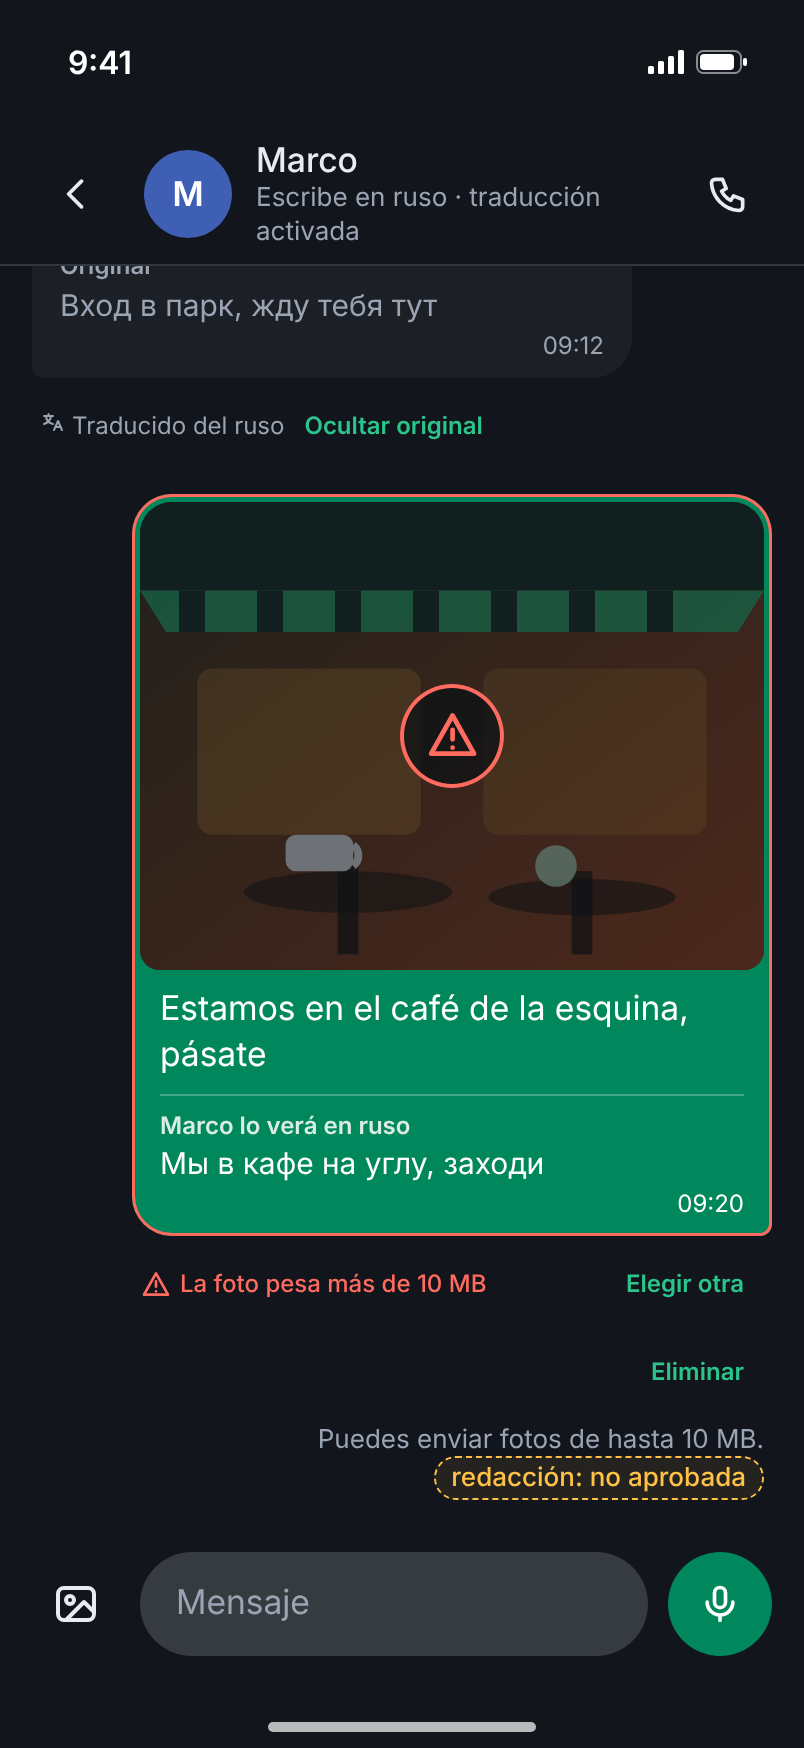 9:41
M
Marco
Escribe en ruso · traducción
activada
Original
Вход в парк, жду тебя тут
09:12
Traducido del ruso Ocultar original
Estamos en el café de la esquina,
pásate
Marco lo verá en ruso
Мы в кафе на углу, заходи
09:20
La foto pesa más de 10 MB Elegir otra
Eliminar
Puedes enviar fotos de hasta 10 MB.
redacción: no aprobada
Mensaje